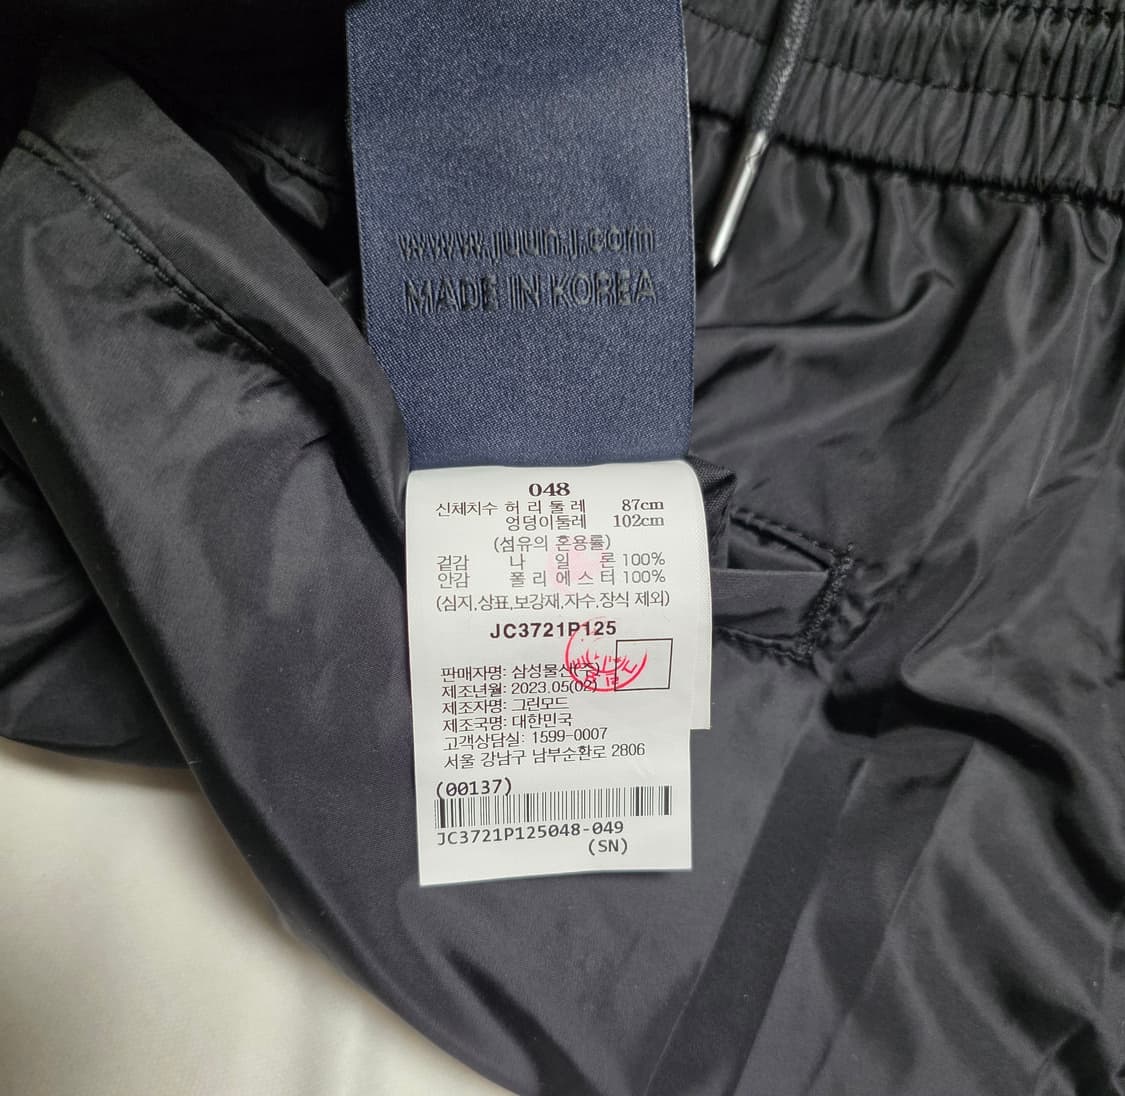 www.juunj.com
MADE IN KOREA
048
신체치수 허 리 둘 레 87cm
엉덩이둘레 102cm
(섬유의 혼용률)
겉감 나 일 론 100%
안감 폴 리 에 스 터 100%
(심지,상표,보강재,자수,장식 제외)
JC3721P125
판매자명: 삼성물산(주)
제조년월: 2023.05(02)
제조자명: 그린모드
제조국명: 대한민국
고객상담실: 1599-0007
서울 강남구 남부순환로 2806
(00137)
JC3721P125048-049
(SN)